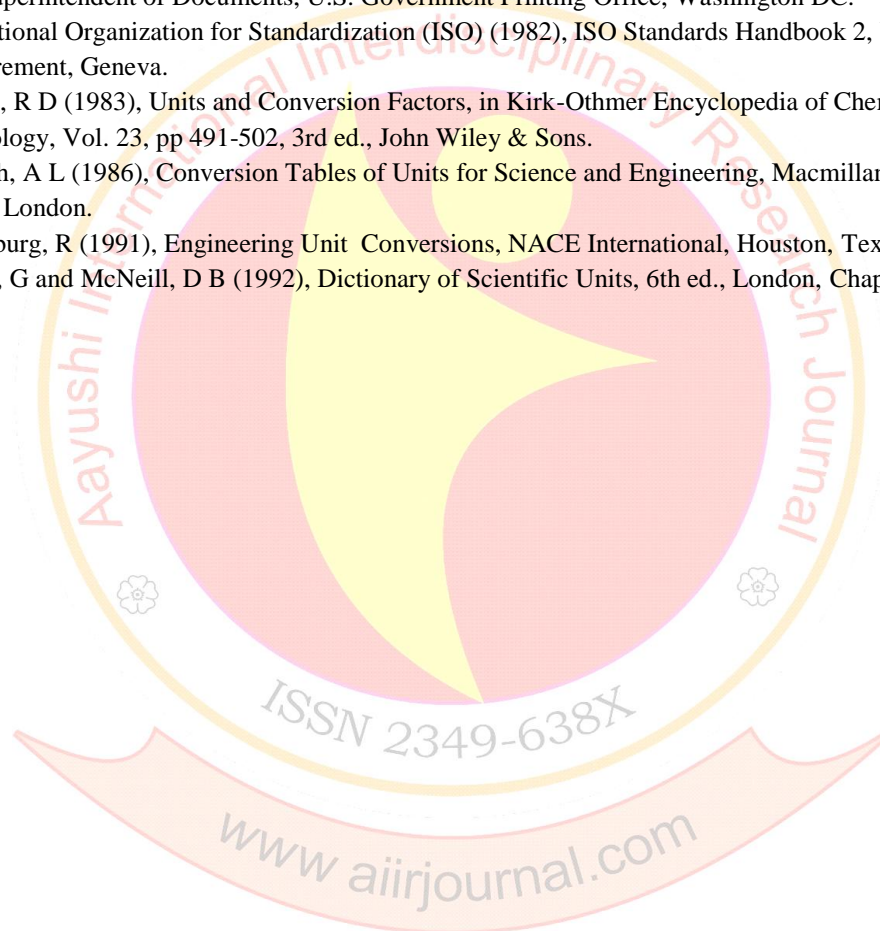 uperintendent of Documents, U.S. Government Printing Office, Washington DC.
tional Organization for Standardization (ISO) (1982), ISO Standards Handbook 2,
rement, Geneva.
, R D (1983), Units and Conversion Factors, in Kirk-Othmer Encyclopedia of Cher
ology, Vol. 23, pp 491-502, 3rd ed., John Wiley & Sons.
h, A L (1986), Conversion Tables of Units for Science and Engineering, Macmillan
London.
burg, R (1991), Engineering Unit Conversions, NACE International, Houston, Tex
, G and McNeill, D B (1992), Dictionary of Scientific Units, 6th ed., London, Chap
Aayushi International Interdisciplinary Research Journal
ISSN 2349-638X
www aiirjournal.com